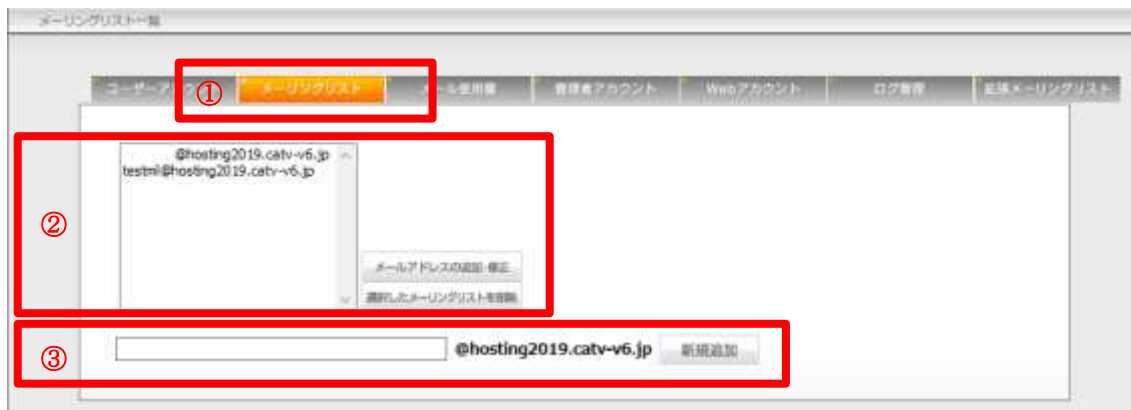 メーリングリスト一覧
① メーリングリスト
管理者アカウント
Webアカウント
ログ管理
拡張メーリングリスト
@hosting2019.catv-v6.jp
testml@hosting2019.catv-v6.jp
②
メールアドレスの追加・修正
選択したメーリングリストを削除
③ @hosting2019.catv-v6.jp 新規追加